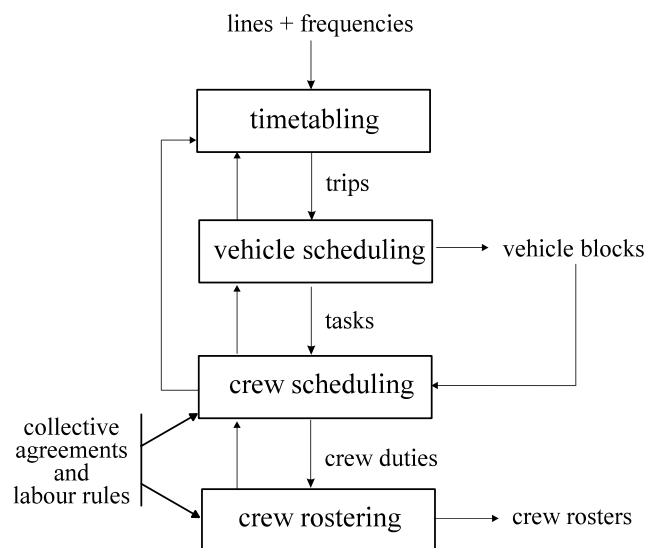 lines + frequencies
timetabling
trips
vehicle scheduling
vehicle blocks
tasks
crew scheduling
collective
agreements
and
labour rules
crew duties
crew rostering
crew rosters